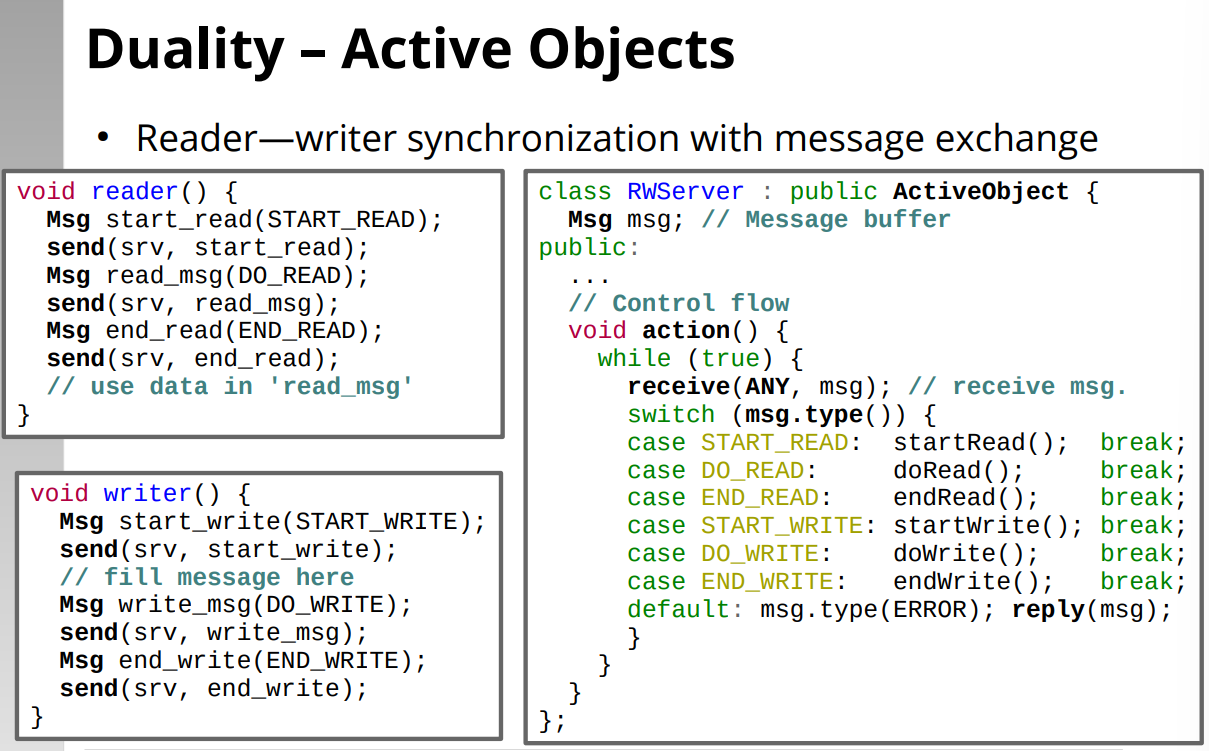 Duality – Active Objects
• Reader—writer synchronization with message exchange
void reader() {
  Msg start_read(START_READ);
  send(srv, start_read);
  Msg read_msg(DO_READ);
  send(srv, read_msg);
  Msg end_read(END_READ);
  send(srv, end_read);
  // use data in 'read_msg'
}
void writer() {
  Msg start_write(START_WRITE);
  send(srv, start_write);
  // fill message here
  Msg write_msg(DO_WRITE);
  send(srv, write_msg);
  Msg end_write(END_WRITE);
  send(srv, end_write);
}
class RWServer : public ActiveObject {
  Msg msg; // Message buffer
public:
  ...
  // Control flow
  void action() {
    while (true) {
      receive(ANY, msg); // receive msg.
      switch (msg.type()) {
      case START_READ:  startRead();  break;
      case DO_READ:     doRead();     break;
      case END_READ:    endRead();    break;
      case START_WRITE: startWrite(); break;
      case DO_WRITE:    doWrite();    break;
      case END_WRITE:   endWrite();   break;
      default: msg.type(ERROR); reply(msg);
      }
    }
  }
};